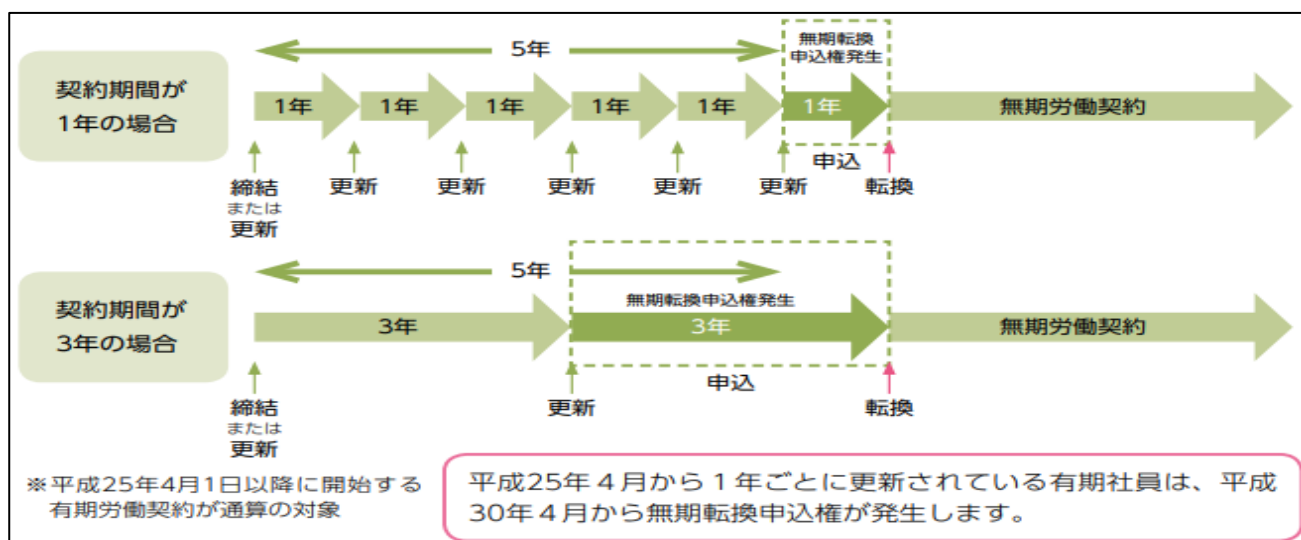 5年
無期転換
申込権発生
契約期間が
1年の場合
1年 1年 1年 1年 1年 1年 無期労働契約
申込
締結
または
更新
更新 更新 更新 更新 更新 転換
5年
契約期間が
3年の場合
無期転換申込権発生
3年 3年 無期労働契約
申込
締結
または
更新
更新 転換
※平成25年4月1日以降に開始する
有期労働契約が通算の対象
平成25年4月から1年ごとに更新されている有期社員は、平成
30年4月から無期転換申込権が発生します。